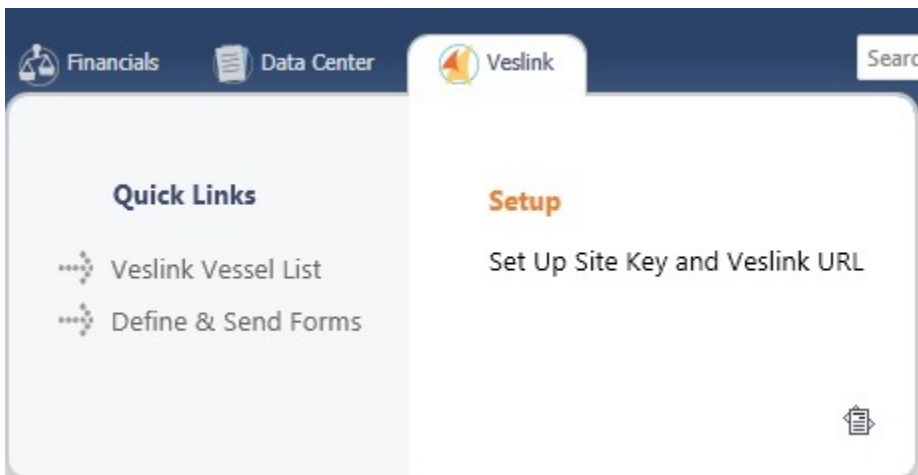 Financials
Data Center
Veslink
Quick Links
Veslink Vessel List
Define & Send Forms
Setup
Set Up Site Key and Veslink URL